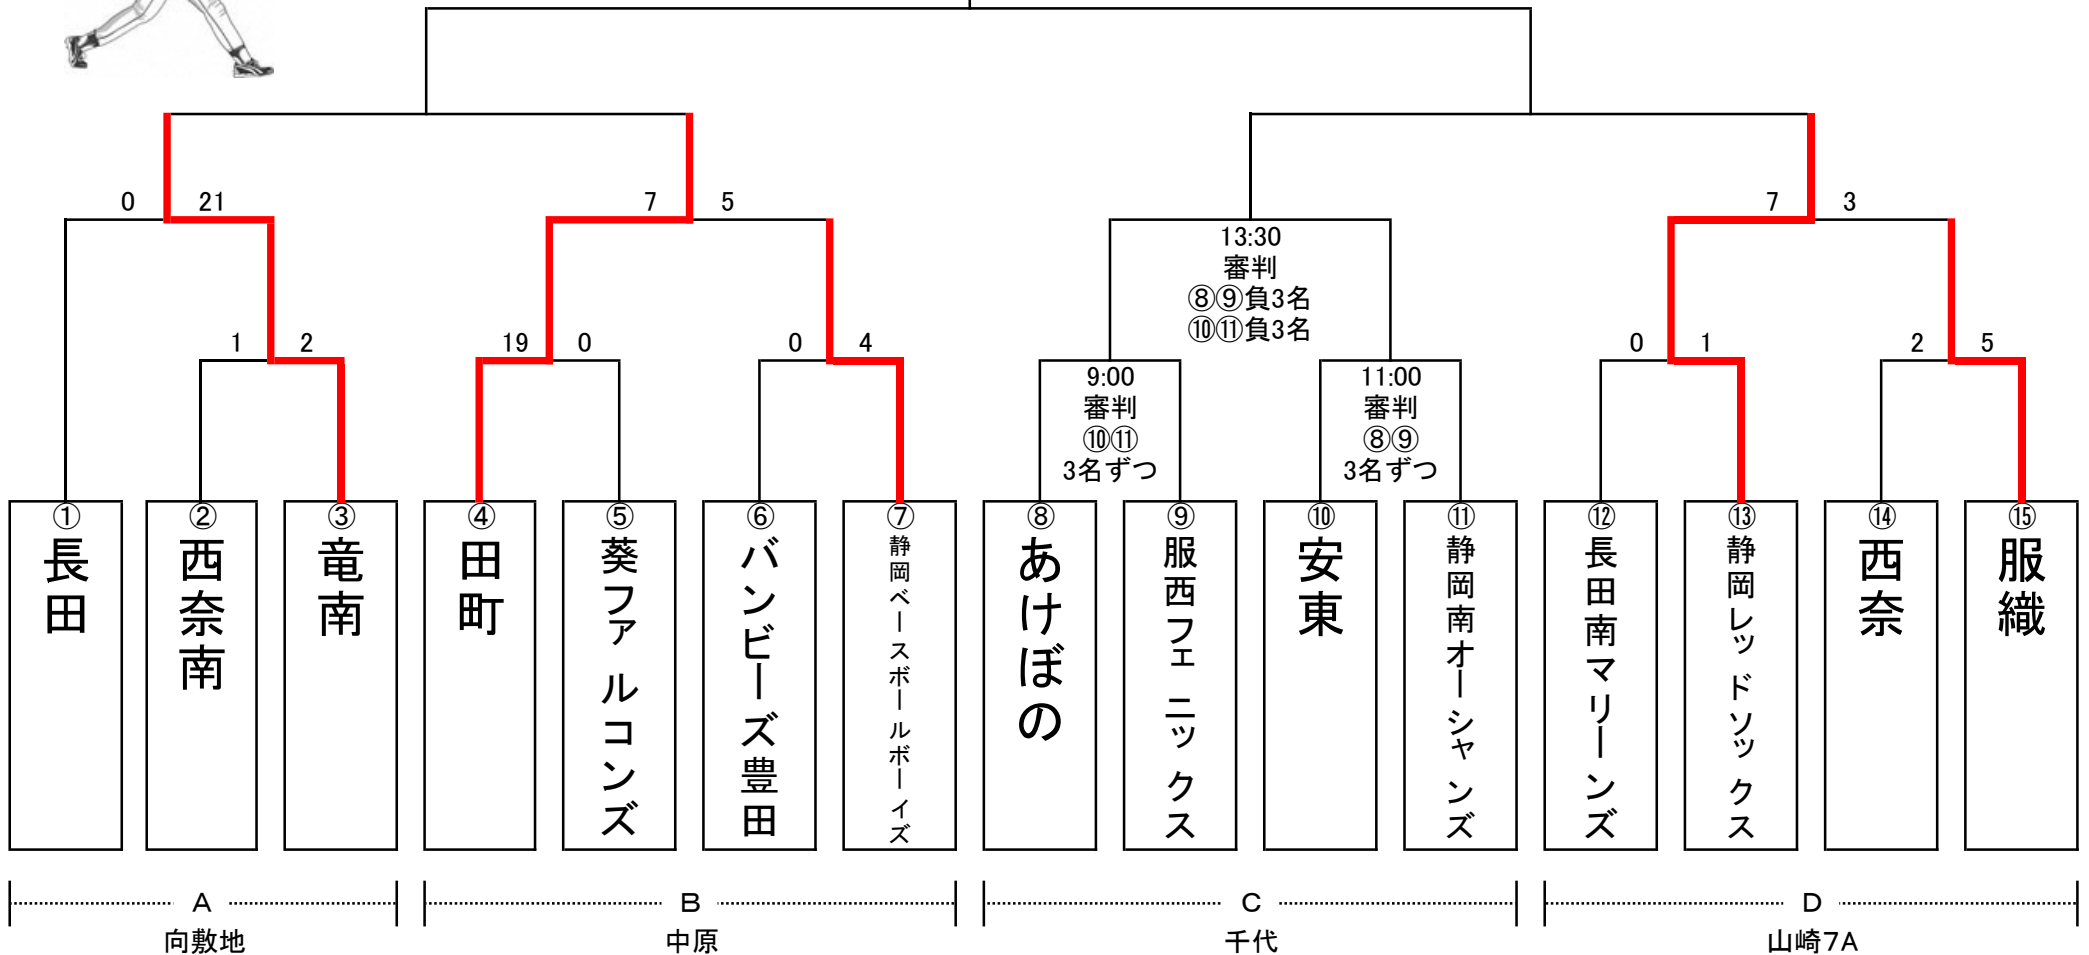 0 21 7 5 7 3
13:30
審判
⑧⑨負3名
⑩⑪負3名
1 2 19 0 0 4 0 1 2 5
9:00
審判
⑩⑪
3名ずつ
11:00
審判
⑧⑨
3名ずつ
①
長田
②
西奈南
③
竜南
④
田町
⑤
葵ファルコンズ
⑥
バンビーズ豊田
⑦
静岡ベースボールボーイズ
⑧
あけぼの
⑨
服西フェニックス
⑩
安東
⑪
静岡南オーシャンズ
⑫
長田南マリーンズ
⑬
静岡レッドソックス
⑭
西奈
⑮
服織
A B C D
向敷地 中原 千代 山崎7A